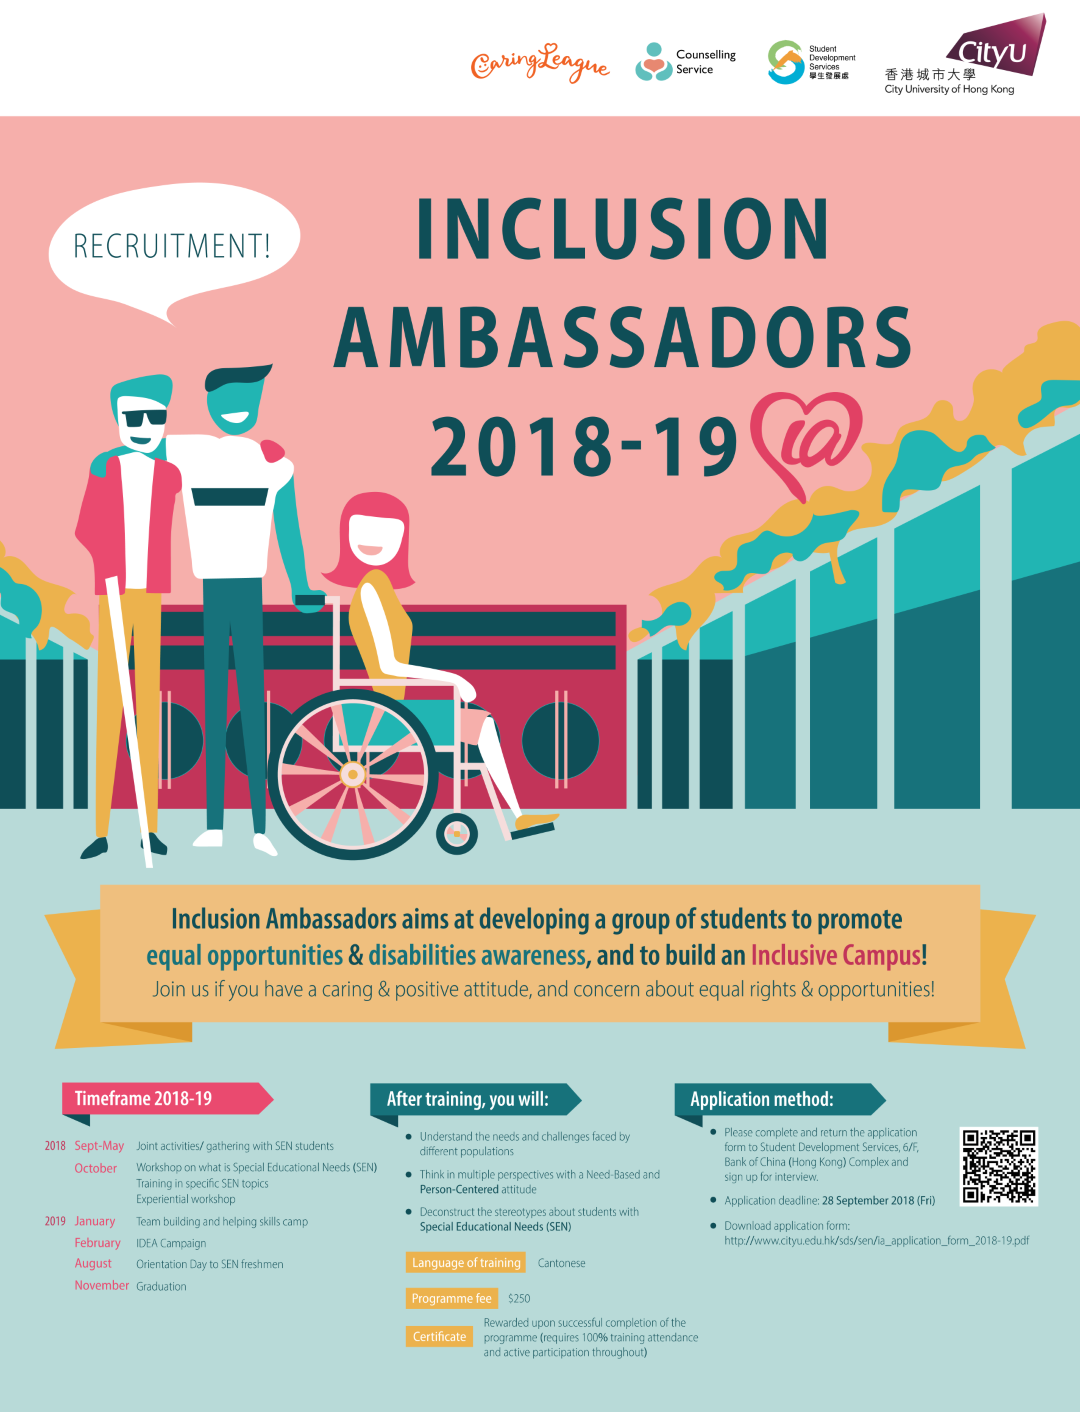 CaringLeague
Counselling
Service
Student
Development
Services
學生發展處
CityU
香港城市大學
City University of Hong Kong
RECRUITMENT!
INCLUSION
AMBASSADORS
2018-19
ia
Inclusion Ambassadors aims at developing a group of students to promote
equal opportunities & disabilities awareness, and to build an Inclusive Campus!
Join us if you have a caring & positive attitude, and concern about equal rights & opportunities!
Timeframe 2018-19
2018 Sept-May Joint activities/ gathering with SEN students
October Workshop on what is Special Educational Needs (SEN)
Training in specific SEN topics
Experiential workshop
2019 January Team building and helping skills camp
February IDEA Campaign
August Orientation Day to SEN freshmen
November Graduation
After training, you will:
• Understand the needs and challenges faced by
different populations
• Think in multiple perspectives with a Need-Based and
Person-Centered attitude
• Deconstruct the stereotypes about students with
Special Educational Needs (SEN)
Language of training Cantonese
Programme fee $250
Certificate Rewarded upon successful completion of the
programme (requires 100% training attendance
and active participation throughout)
Application method:
• Please complete and return the application
form to Student Development Services, 6/F,
Bank of China (Hong Kong) Complex and
sign up for interview.
• Application deadline: 28 September 2018 (Fri)
• Download application form:
http://www.cityu.edu.hk/sds/sen/ia_application_form_2018-19.pdf